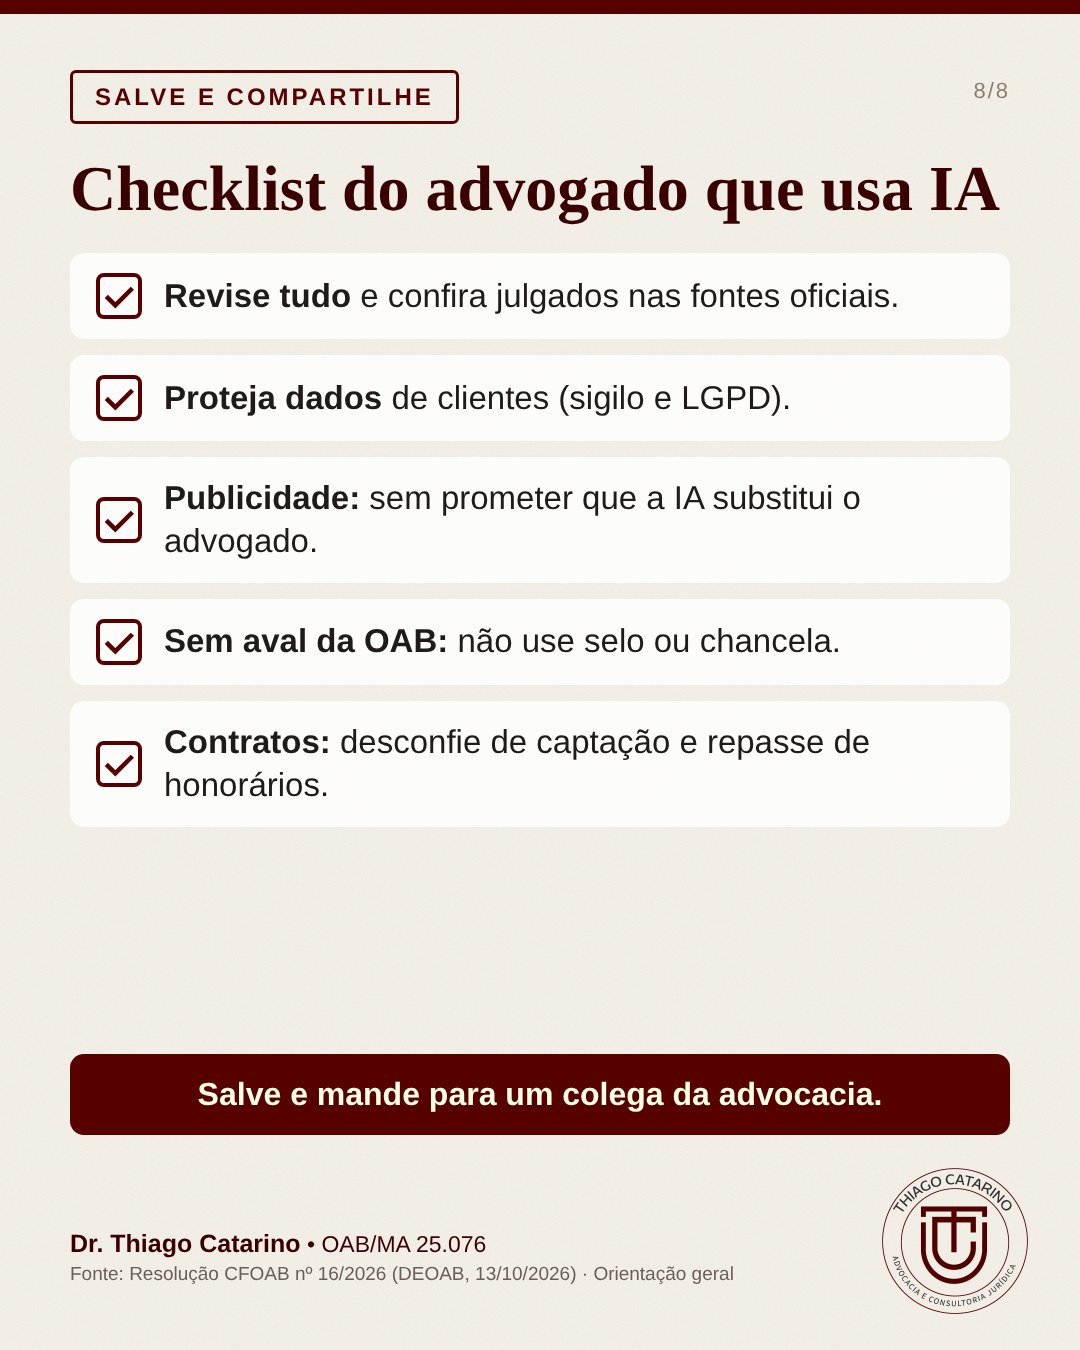 SALVE E COMPARTILHE
8/8
Checklist do advogado que usa IA
Revise tudo e confira julgados nas fontes oficiais.
Proteja dados de clientes (sigilo e LGPD).
Publicidade: sem prometer que a IA substitui o
advogado.
Sem aval da OAB: não use selo ou chancela.
Contratos: desconfie de captação e repasse de
honorários.
Salve e mande para um colega da advocacia.
Dr. Thiago Catarino • OAB/MA 25.076
Fonte: Resolução CFOAB nº 16/2026 (DEOAB, 13/10/2026) · Orientação geral
THIAGO CATARINO
ADVOCACIA E CONSULTORIA JURÍDICA